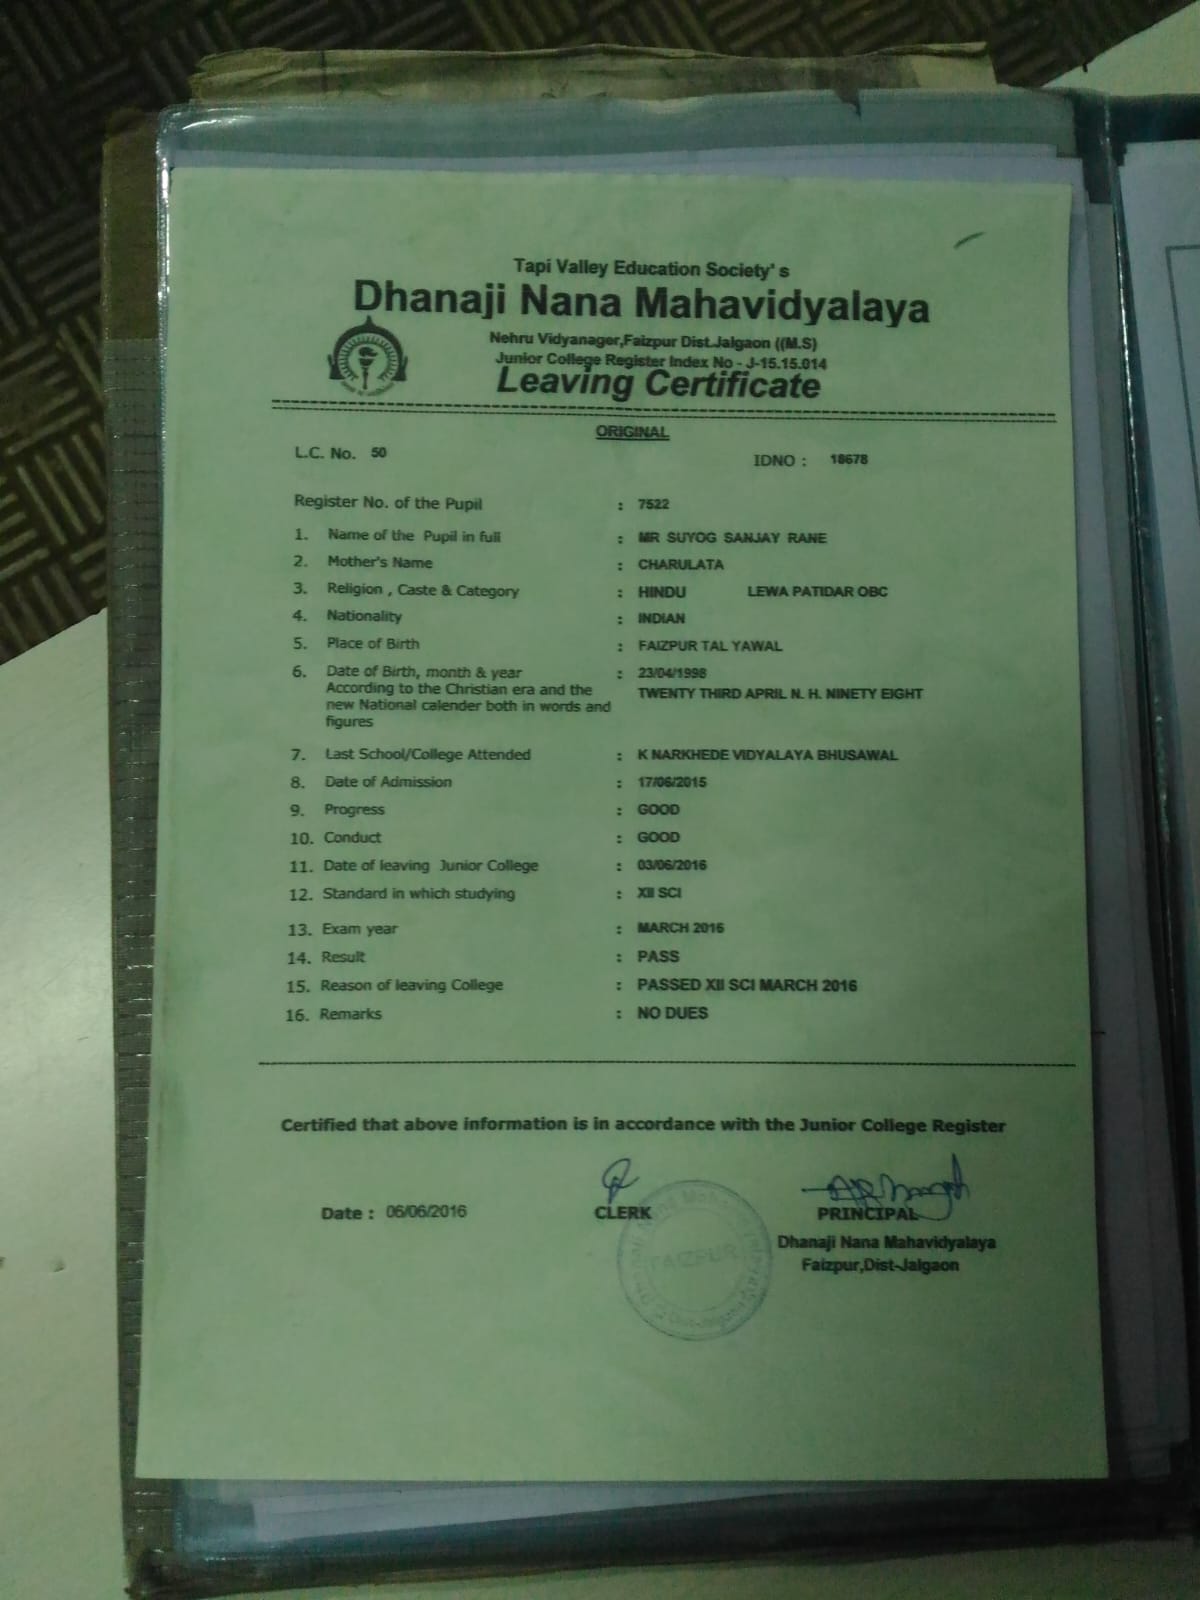 Tapi Valley Education Society' s
Dhanaji Nana Mahavidyalaya
Nehru Vidyanager,Faizpur Dist.Jalgaon ((M.S)
Junior College Register Index No - J-15.15.014
Leaving Certificate
ORIGINAL
L.C. No. 50 IDNO : 18678
Register No. of the Pupil : 7522
1. Name of the Pupil in full : MR SUYOG SANJAY RANE
2. Mother's Name : CHARULATA
3. Religion , Caste & Category : HINDU LEWA PATIDAR OBC
4. Nationality : INDIAN
5. Place of Birth : FAIZPUR TAL YAWAL
6. Date of Birth, month & year : 23/04/1998
According to the Christian era and the TWENTY THIRD APRIL N. H. NINETY EIGHT
new National calender both in words and
figures
7. Last School/College Attended : K NARKHEDE VIDYALAYA BHUSAWAL
8. Date of Admission : 17/06/2015
9. Progress : GOOD
10. Conduct : GOOD
11. Date of leaving Junior College : 03/06/2016
12. Standard in which studying : XII SCI
13. Exam year : MARCH 2016
14. Result : PASS
15. Reason of leaving College : PASSED XII SCI MARCH 2016
16. Remarks : NO DUES
Certified that above information is in accordance with the Junior College Register
Date : 06/06/2016 CLERK PRINCIPAL
Dhanaji Nana Mahavidyalaya
Faizpur,Dist-Jalgaon
FAIZPUR